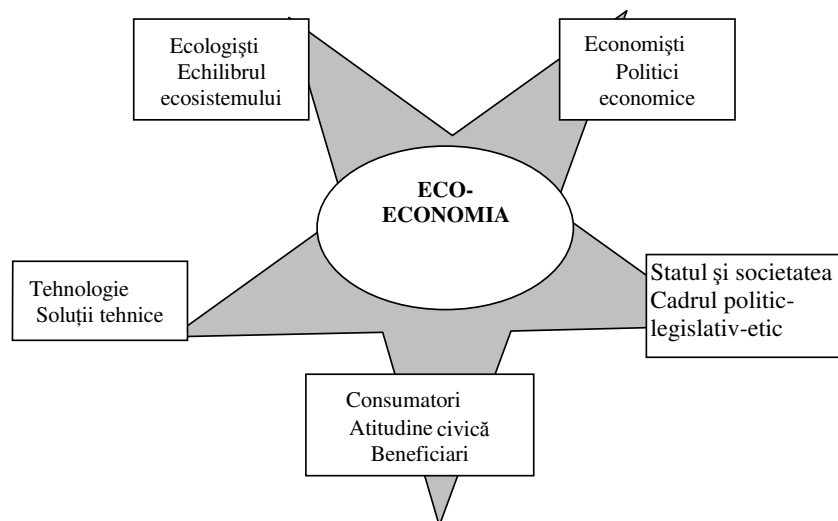 Ecologişti
Echilibrul
ecosistemului
Economişti
Politici
economice
ECO-
ECONOMIA
Tehnologie
Soluții tehnice
Statul şi societatea
Cadrul politic-
legislativ-etic
Consumatori
Atitudine civică
Beneficiari